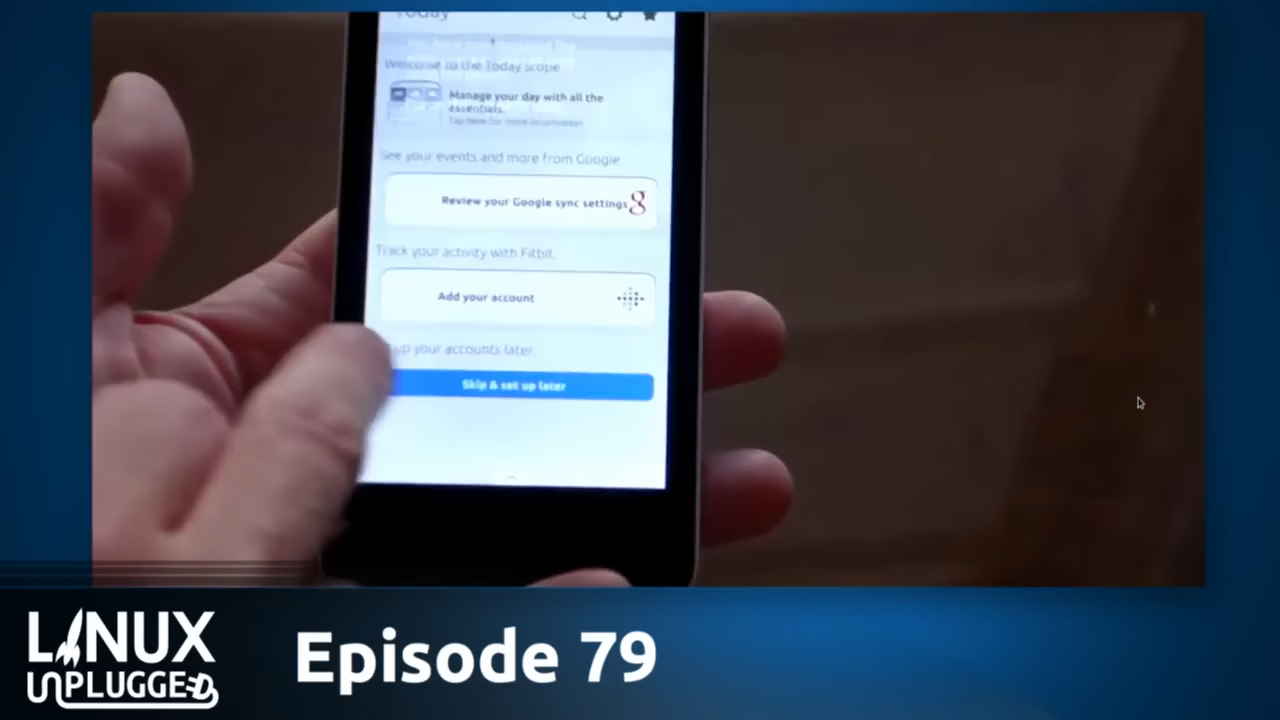 Today
Welcome to the Today scope
Manage your day with all the
essentials.
Tap here for more information
See your events and more from Google
Review your Google sync settings
Track your activity with Fitbit.
Add your account
up your accounts later.
Skip & set up later
LINUX
UNPLUGGED
Episode 79